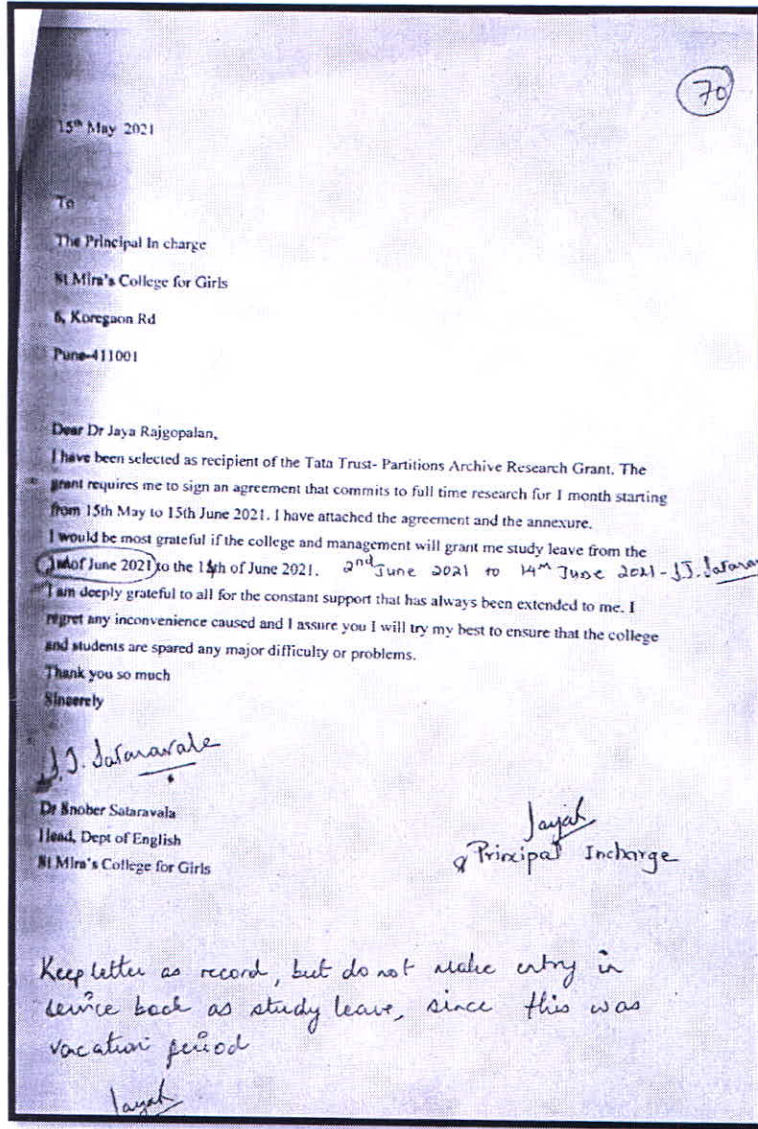 70
15th May 2021
To
The Principal In charge
St Mira's College for Girls
6, Koregaon Rd
Pune-411001
Dear Dr Jaya Rajgopalan,
I have been selected as recipient of the Tata Trust- Partitions Archive Research Grant. The
grant requires me to sign an agreement that commits to full time research for 1 month starting
from 15th May to 15th June 2021. I have attached the agreement and the annexure.
I would be most grateful if the college and management will grant me study leave from the
of June 2021 to the of June 2021. 2nd June 2021 to 14th June 2021-
I am deeply grateful to all for the constant support that has always been extended to me. I
regret any inconvenience caused and I assure you I will try my best to ensure that the college
and students are spared any major difficulty or problems.
Thank you so much
Sincerely
Dr Snober Sataravala
Head, Dept of English
St Mira's College for Girls
Jayah
Principal Incharge
Keep letter as record, but do not make entry in
service book as study leave, since this was
vacation period
Jayah